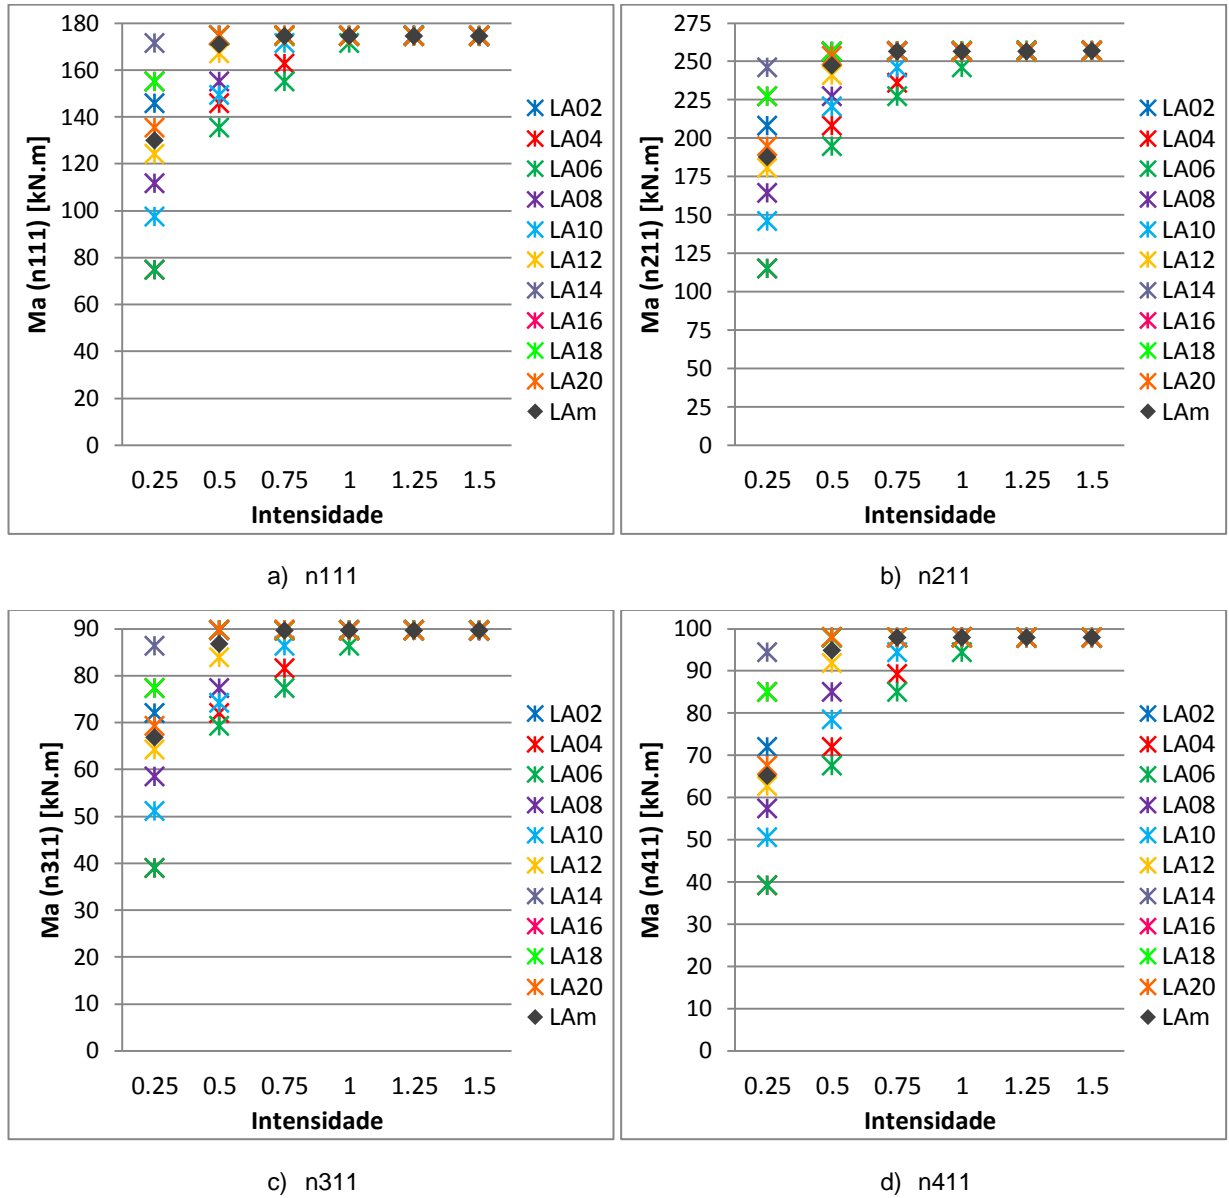 Ma (n111) [kN.m]
180
160
140
120
100
80
60
40
20
0
0.25 0.5 0.75 1 1.25 1.5
Intensidade
LA02
LA04
LA06
LA08
LA10
LA12
LA14
LA16
LA18
LA20
LAm
a) n111
Ma (n211) [kN.m]
275
250
225
200
175
150
125
100
75
50
25
0
0.25 0.5 0.75 1 1.25 1.5
Intensidade
LA02
LA04
LA06
LA08
LA10
LA12
LA14
LA16
LA18
LA20
LAm
b) n211
Ma (n311) [kN.m]
90
80
70
60
50
40
30
20
10
0
0.25 0.5 0.75 1 1.25 1.5
Intensidade
LA02
LA04
LA06
LA08
LA10
LA12
LA14
LA16
LA18
LA20
LAm
c) n311
Ma (n411) [kN.m]
100
90
80
70
60
50
40
30
20
10
0
0.25 0.5 0.75 1 1.25 1.5
Intensidade
LA02
LA04
LA06
LA08
LA10
LA12
LA14
LA16
LA18
LA20
LAm
d) n411